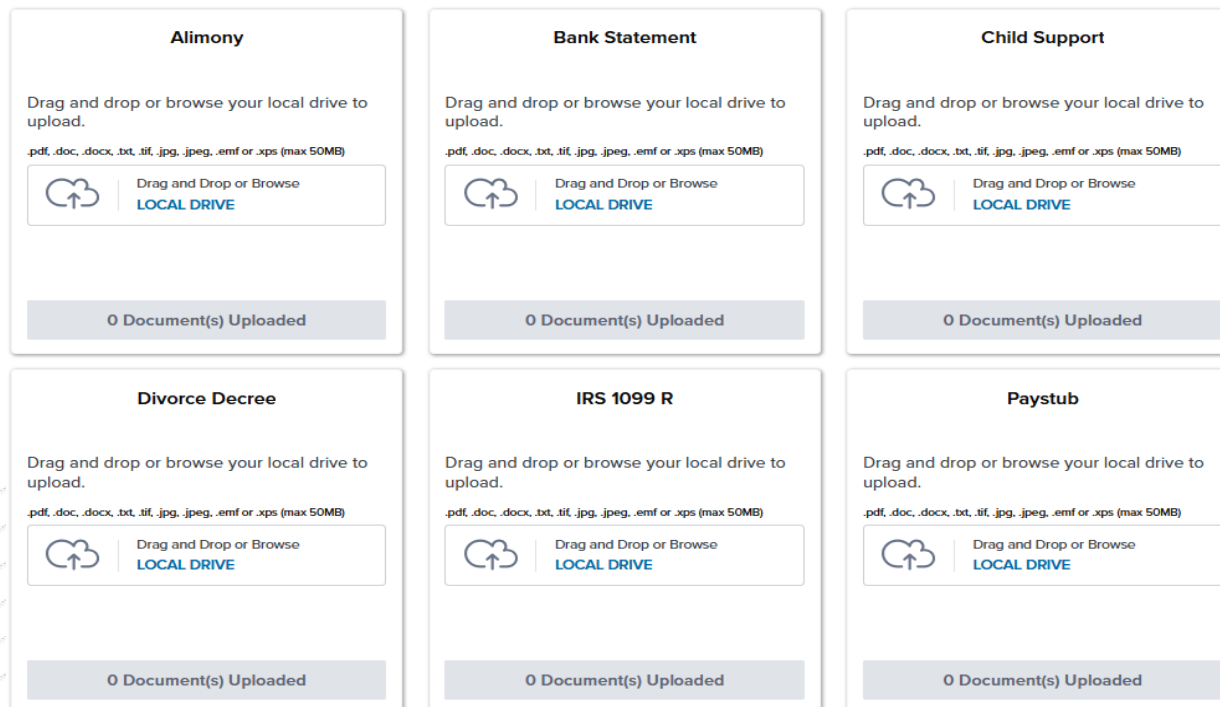 Alimony
Drag and drop or browse your local drive to
upload.
.pdf, .doc, .docx, .txt, .tif, .jpg, .jpeg, .emf or .xps (max 50MB)
Drag and Drop or Browse
LOCAL DRIVE
0 Document(s) Uploaded
Bank Statement
Drag and drop or browse your local drive to
upload.
.pdf, .doc, .docx, .txt, .tif, .jpg, .jpeg, .emf or .xps (max 50MB)
Drag and Drop or Browse
LOCAL DRIVE
0 Document(s) Uploaded
Child Support
Drag and drop or browse your local drive to
upload.
.pdf, .doc, .docx, .txt, .tif, .jpg, .jpeg, .emf or .xps (max 50MB)
Drag and Drop or Browse
LOCAL DRIVE
0 Document(s) Uploaded
Divorce Decree
Drag and drop or browse your local drive to
upload.
.pdf, .doc, .docx, .txt, .tif, .jpg, .jpeg, .emf or .xps (max 50MB)
Drag and Drop or Browse
LOCAL DRIVE
0 Document(s) Uploaded
IRS 1099 R
Drag and drop or browse your local drive to
upload.
.pdf, .doc, .docx, .txt, .tif, .jpg, .jpeg, .emf or .xps (max 50MB)
Drag and Drop or Browse
LOCAL DRIVE
0 Document(s) Uploaded
Paystub
Drag and drop or browse your local drive to
upload.
.pdf, .doc, .docx, .txt, .tif, .jpg, .jpeg, .emf or .xps (max 50MB)
Drag and Drop or Browse
LOCAL DRIVE
0 Document(s) Uploaded